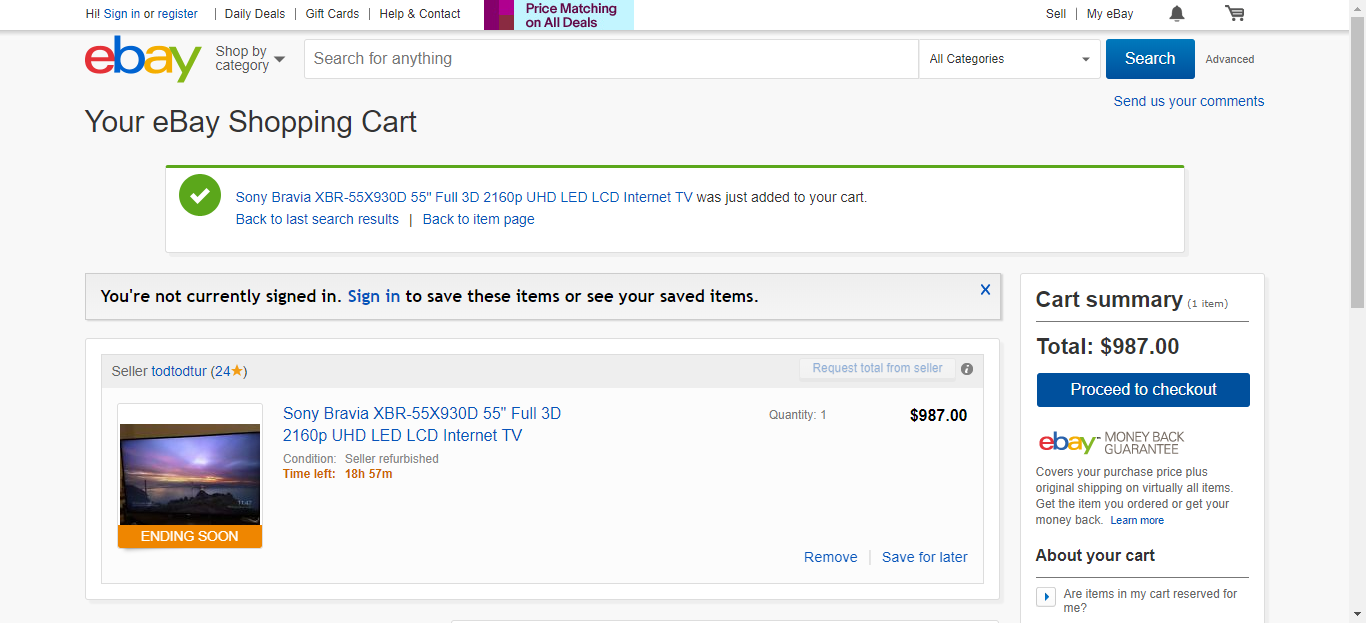 Hi! Sign in or register | Daily Deals | Gift Cards | Help & Contact
Price Matching
on All Deals
Sell | My eBay
ebay
Shop by
category
Search for anything
All Categories
Search
Advanced
Send us your comments
Your eBay Shopping Cart
Sony Bravia XBR-55X930D 55" Full 3D 2160p UHD LED LCD Internet TV was just added to your cart.
Back to last search results | Back to item page
You're not currently signed in. Sign in to save these items or see your saved items.
X
Seller todtodtur (24★)
Request total from seller
i
Sony Bravia XBR-55X930D 55" Full 3D
2160p UHD LED LCD Internet TV
Quantity: 1
$987.00
Condition: Seller refurbished
Time left: 18h 57m
11:42
ENDING SOON
Remove | Save for later
Cart summary (1 item)
Total: $987.00
Proceed to checkout
ebay™ MONEY BACK
GUARANTEE
Covers your purchase price plus
original shipping on virtually all items.
Get the item you ordered or get your
money back. Learn more
About your cart
Are items in my cart reserved for
me?